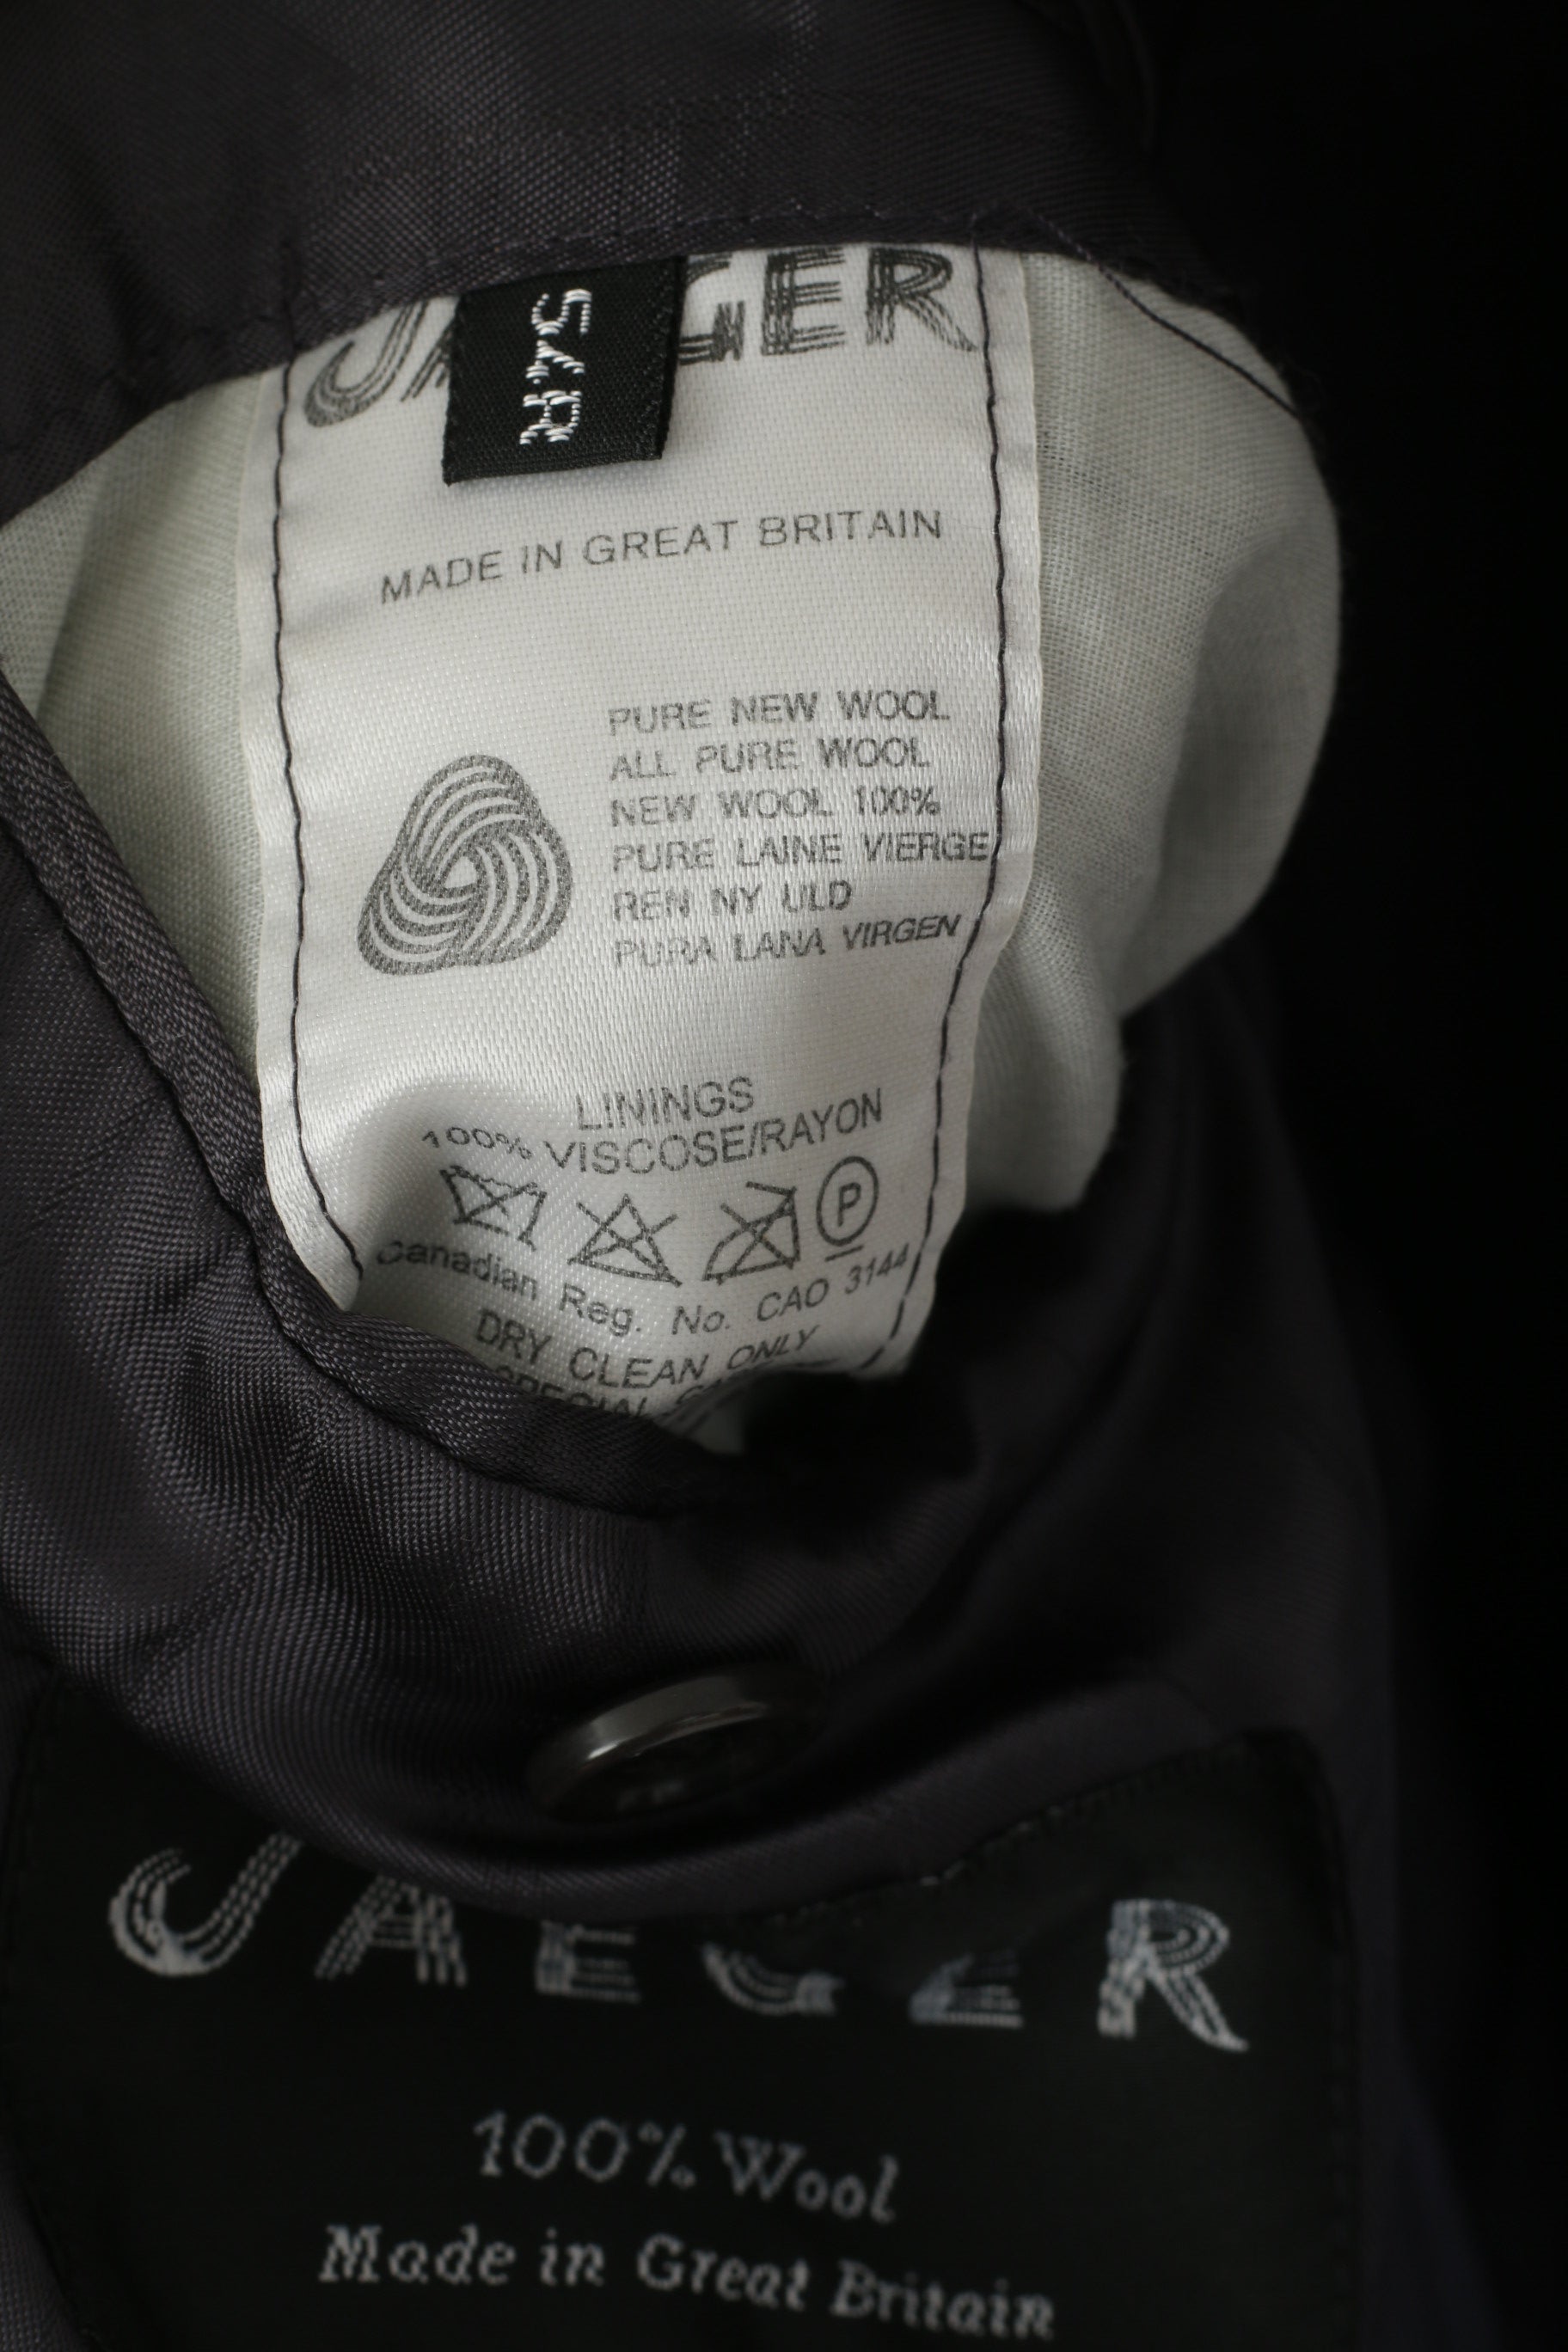 JAEGER
MADE IN GREAT BRITAIN
PURE NEW WOOL
ALL PURE WOOL
NEW WOOL 100%
PURE LAINE VIERGE
REN NY ULD
PURA LANA VIRGEN
LININGS
100% VISCOSE/RAYON
P
Canadian Reg. No. CAO 3144
DRY CLEAN ONLY
SPECIAL
JAEGER
100% Wool
Made in Great Britain